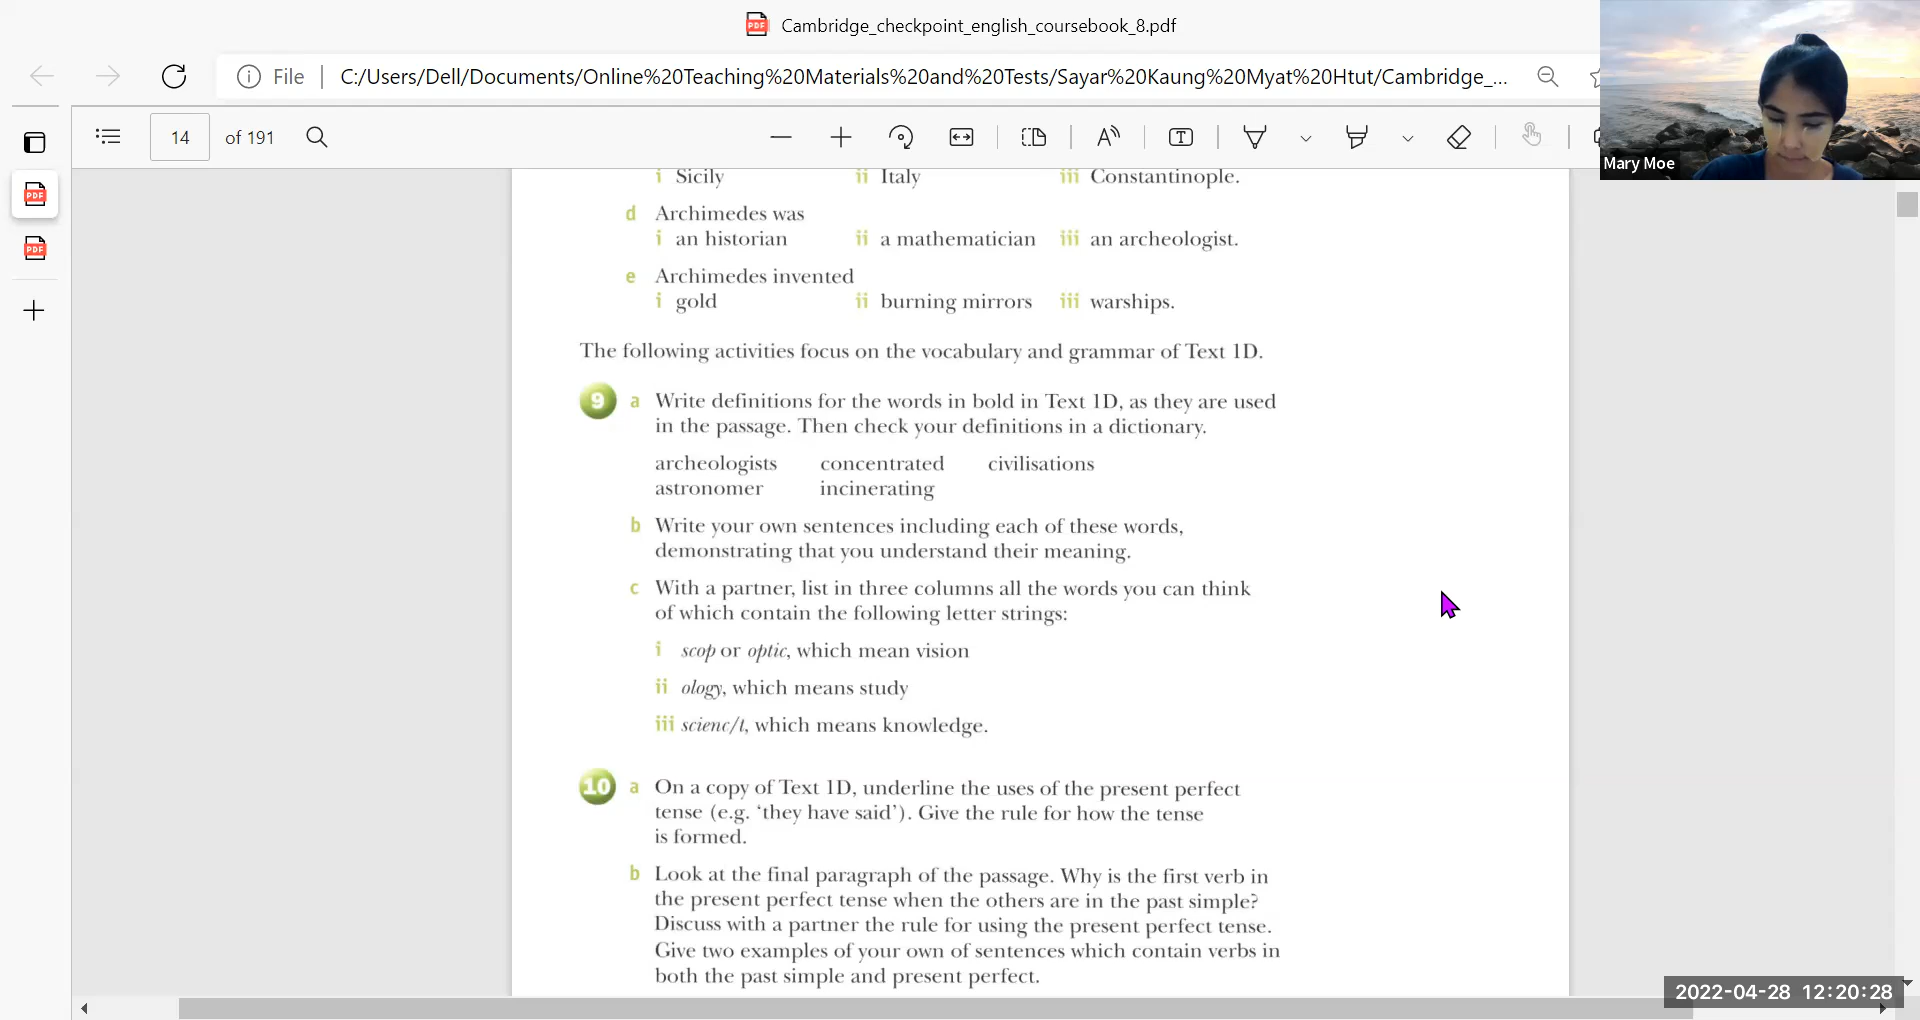 Cambridge_checkpoint_english_coursebook_8.pdf
File C:/Users/Dell/Documents/Online%20Teaching%20Materials%20and%20Tests/Sayar%20Kaung%20Myat%20Htut/Cambridge_...
14 of 191
Mary Moe
i Sicily ii Italy iii Constantinople.
d Archimedes was
i an historian ii a mathematician iii an archeologist.
e Archimedes invented
i gold ii burning mirrors iii warships.
The following activities focus on the vocabulary and grammar of Text 1D.
9 a Write definitions for the words in bold in Text 1D, as they are used
in the passage. Then check your definitions in a dictionary.
archeologists concentrated civilisations
astronomer incinerating
b Write your own sentences including each of these words,
demonstrating that you understand their meaning.
c With a partner, list in three columns all the words you can think
of which contain the following letter strings:
i scop or optic, which mean vision
ii ology, which means study
iii scienc/t, which means knowledge.
10 a On a copy of Text 1D, underline the uses of the present perfect
tense (e.g. ‘they have said’). Give the rule for how the tense
is formed.
b Look at the final paragraph of the passage. Why is the first verb in
the present perfect tense when the others are in the past simple?
Discuss with a partner the rule for using the present perfect tense.
Give two examples of your own of sentences which contain verbs in
both the past simple and present perfect.
2022-04-28 12:20:28